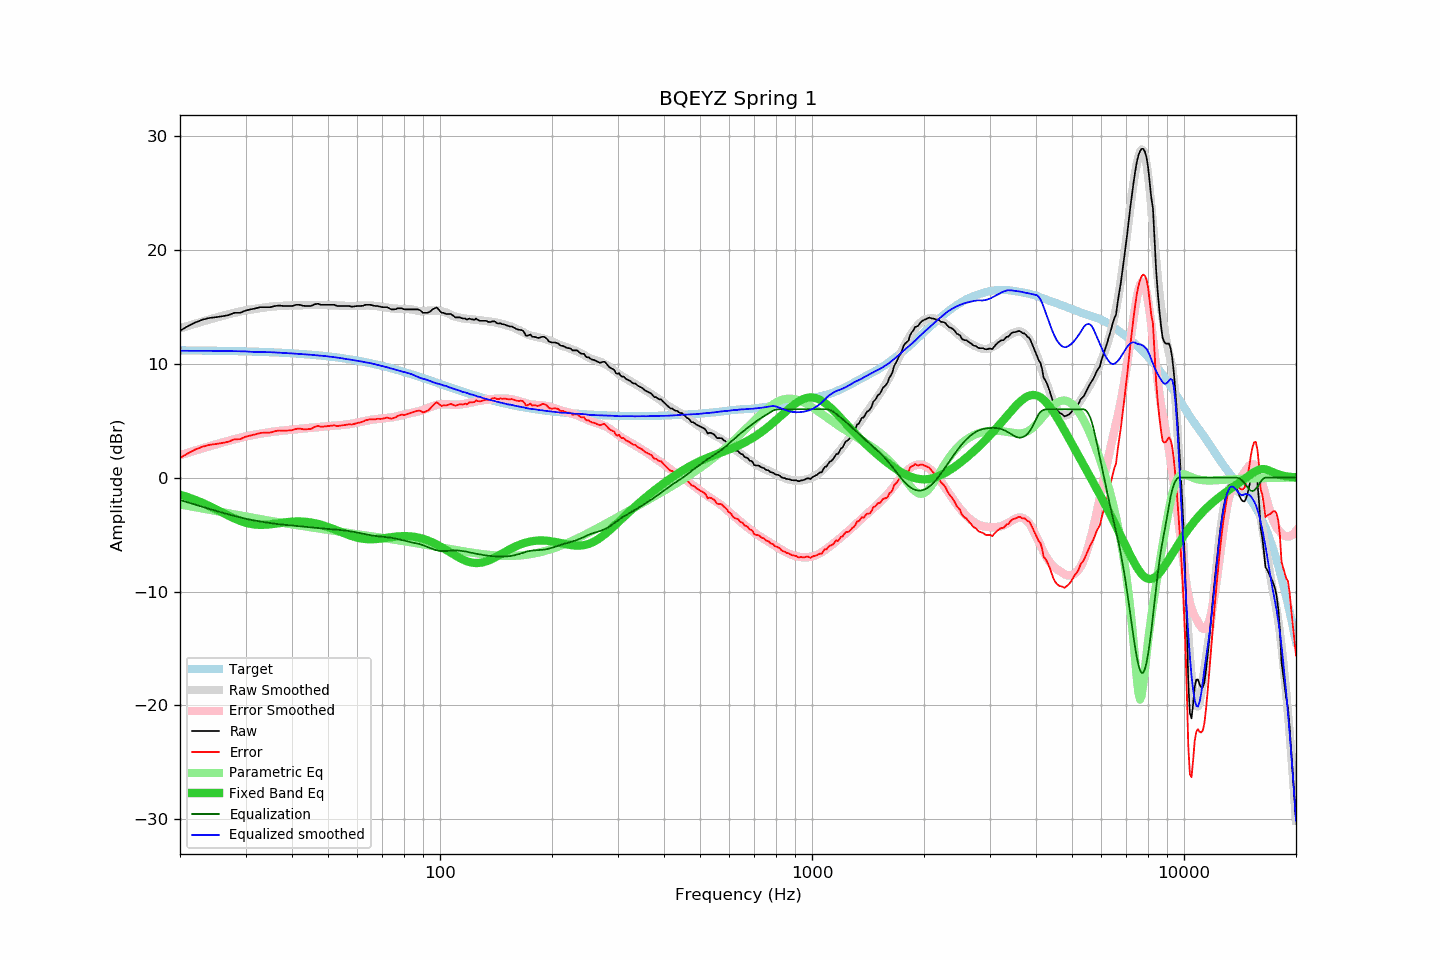 BQEYZ Spring 1
30
20
10
0
−10
−20
−30
Amplitude (dBr)
Target
Raw Smoothed
Error Smoothed
Raw
Error
Parametric Eq
Fixed Band Eq
Equalization
Equalized smoothed
100 1000 10000
Frequency (Hz)